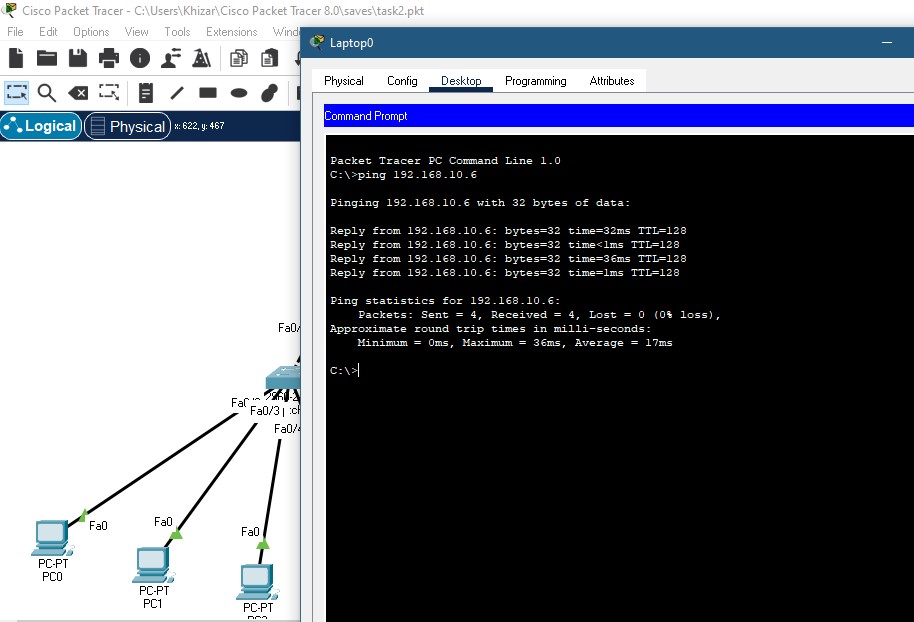 Cisco Packet Tracer - C:\Users\Khizar\Cisco Packet Tracer 8.0\saves\task2.pkt
File Edit Options View Tools Extensions
Laptop0
Physical Config Desktop Programming Attributes
Logical Physical x: 622, y: 467
Command Prompt
Packet Tracer PC Command Line 1.0
C:\>ping 192.168.10.6
Pinging 192.168.10.6 with 32 bytes of data:
Reply from 192.168.10.6: bytes=32 time=32ms TTL=128
Reply from 192.168.10.6: bytes=32 time<1ms TTL=128
Reply from 192.168.10.6: bytes=32 time=36ms TTL=128
Reply from 192.168.10.6: bytes=32 time=1ms TTL=128
Ping statistics for 192.168.10.6:
Packets: Sent = 4, Received = 4, Lost = 0 (0% loss),
Approximate round trip times in milli-seconds:
Minimum = 0ms, Maximum = 36ms, Average = 17ms
C:\>
Fa0/
Fa0/3
Fa0/4
Fa0
Fa0
Fa0
PC-PT
PC0
PC-PT
PC1
PC-PT